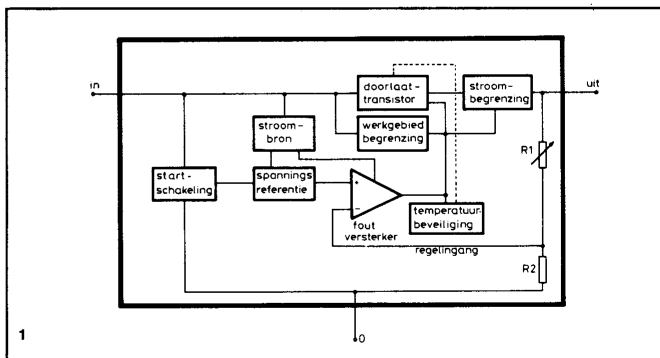 in
uit
doorlaat-
transistor
stroom-
begrenzing
werkgebied
begrenzing
stroom-
bron
R1
start-
schakeling
spannings
referentie
+
-
fout
versterker
temperatuur-
beveiliging
regelingang
R2
0
1